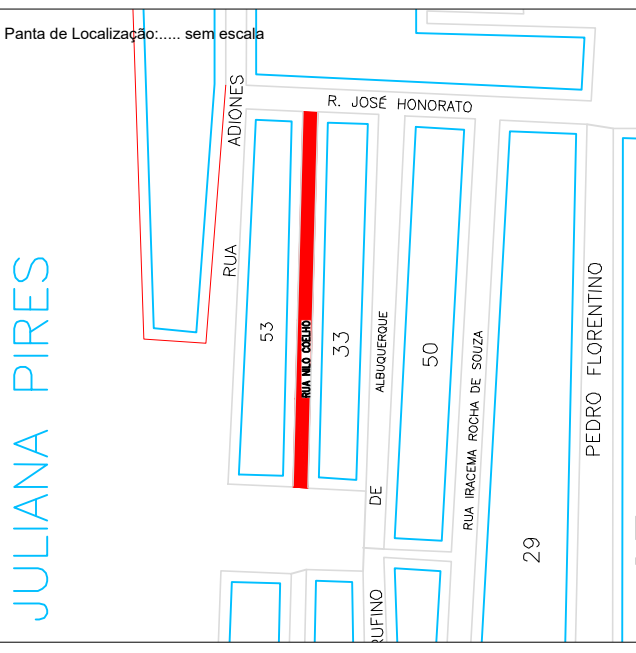 Panta de Localização:..... sem escala
R. JOSÉ HONORATO
RUA ADIONES
53
RUA NILO COELHO
33
RUFINO DE ALBUQUERQUE
50
RUA IRACEMA ROCHA DE SOUZA
PEDRO FLORENTINO
29
JULIANA PIRES